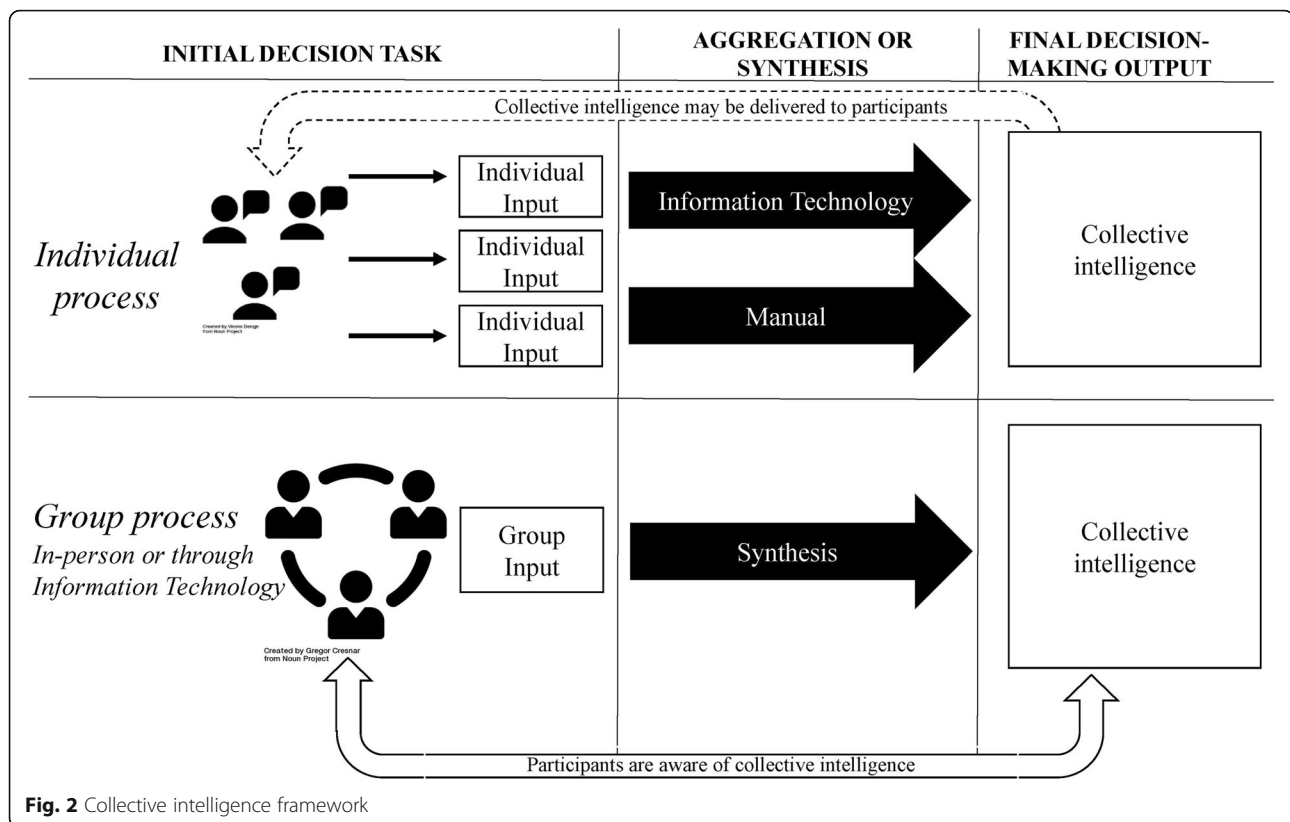 INITIAL DECISION TASK
AGGREGATION OR
SYNTHESIS
FINAL DECISION-
MAKING OUTPUT
Collective intelligence may be delivered to participants
Individual
process
Created by Vicons Design
from Noun Project
Individual
Input
Individual
Input
Individual
Input
Information Technology
Manual
Collective
intelligence
Group process
In-person or through
Information Technology
Created by Gregor Cresnar
from Noun Project
Group
Input
Synthesis
Collective
intelligence
Participants are aware of collective intelligence
Fig. 2 Collective intelligence framework